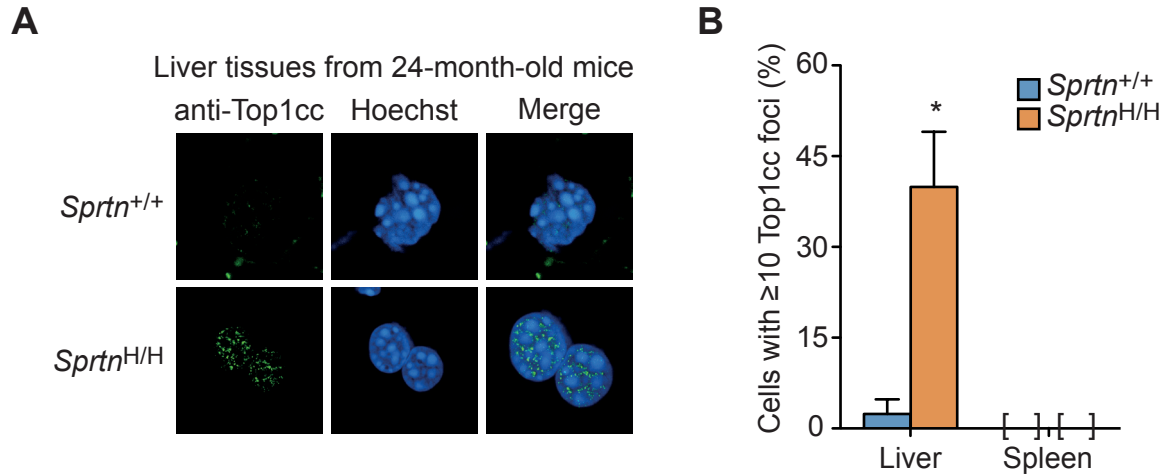 A
Liver tissues from 24-month-old mice
anti-Top1cc Hoechst Merge
Sprtn+/+
SprtnH/H
B
Cells with ≥10 Top1cc foci (%)
60
45
30
15
0
Sprtn+/+
SprtnH/H
*
[ ] [ ]
Liver Spleen